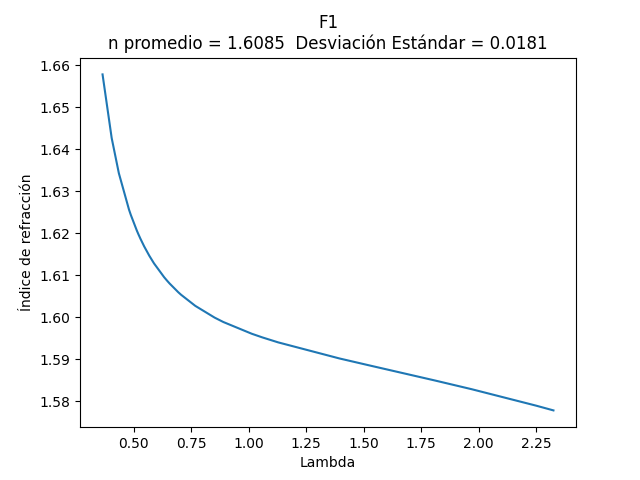 F1
n promedio = 1.6085  Desviación Estándar = 0.0181
1.66
1.65
1.64
1.63
1.62
1.61
1.60
1.59
1.58
Índice de refracción
0.50 0.75 1.00 1.25 1.50 1.75 2.00 2.25
Lambda